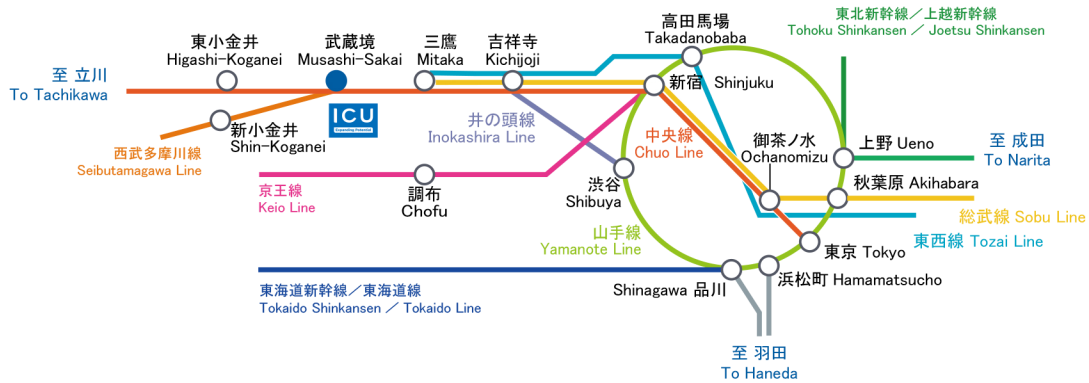 東北新幹線／上越新幹線
Tohoku Shinkansen ／ Joetsu Shinkansen
高田馬場
Takadanobaba
東小金井
Higashi-Koganei
武蔵境
Musashi-Sakai
三鷹
Mitaka
吉祥寺
Kichijoji
至 立川
To Tachikawa
新宿 Shinjuku
ICU
Exploring Potential
新小金井
Shin-Koganei
井の頭線
Inokashira Line
中央線
Chuo Line
御茶ノ水
Ochanomizu
上野 Ueno
至 成田
To Narita
西武多摩川線
Seibutamagawa Line
京王線
Keio Line
調布
Chofu
渋谷
Shibuya
秋葉原 Akihabara
総武線 Sobu Line
山手線
Yamanote Line
東西線 Tozai Line
東京 Tokyo
浜松町 Hamamatsucho
東海道新幹線／東海道線
Tokaido Shinkansen ／ Tokaido Line
Shinagawa 品川
至 羽田
To Haneda